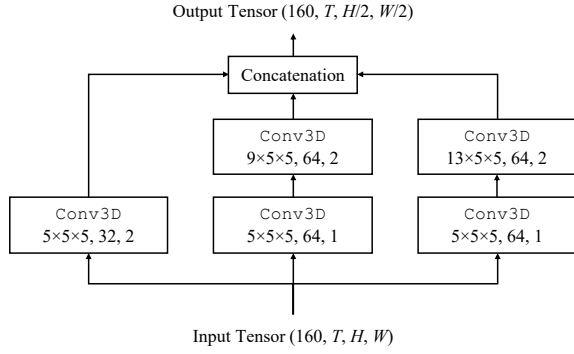 Output Tensor (160, T, H/2, W/2)
Concatenation
Conv3D
9×5×5, 64, 2
Conv3D
13×5×5, 64, 2
Conv3D
5×5×5, 32, 2
Conv3D
5×5×5, 64, 1
Conv3D
5×5×5, 64, 1
Input Tensor (160, T, H, W)